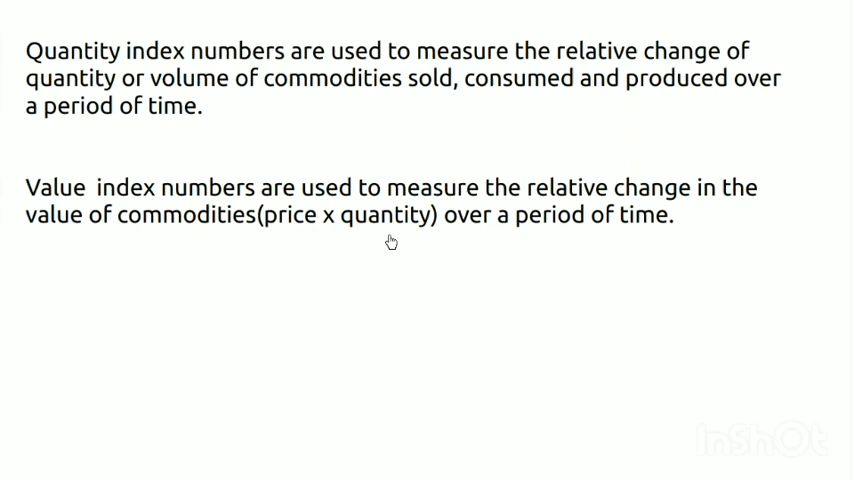 Quantity index numbers are used to measure the relative change of
quantity or volume of commodities sold, consumed and produced over
a period of time.
Value index numbers are used to measure the relative change in the
value of commodities(price x quantity) over a period of time.
InShOt